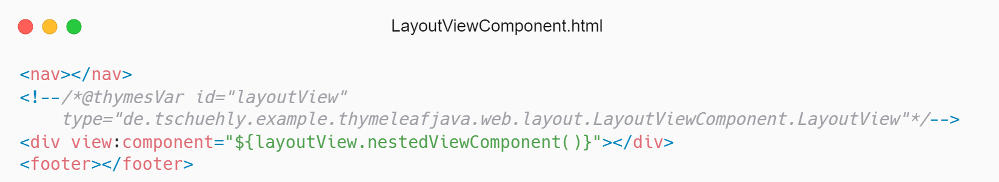 LayoutViewComponent.html
<nav></nav>
<!--/*@thymesVar id="layoutView"
type="de.tschuehly.example.thymeleafjava.web.layout.LayoutViewComponent.LayoutView"*/-->
<div view:component="${layoutView.nestedViewComponent()}"></div>
<footer></footer>